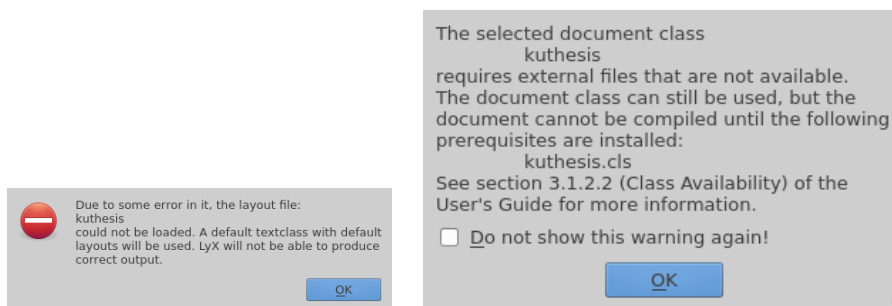 Due to some error in it, the layout file:
kuthesis
could not be loaded. A default textclass with default
layouts will be used. LyX will not be able to produce
correct output.
OK
The selected document class
kuthesis
requires external files that are not available.
The document class can still be used, but the
document cannot be compiled until the following
prerequisites are installed:
kuthesis.cls
See section 3.1.2.2 (Class Availability) of the
User's Guide for more information.
Do not show this warning again!
OK